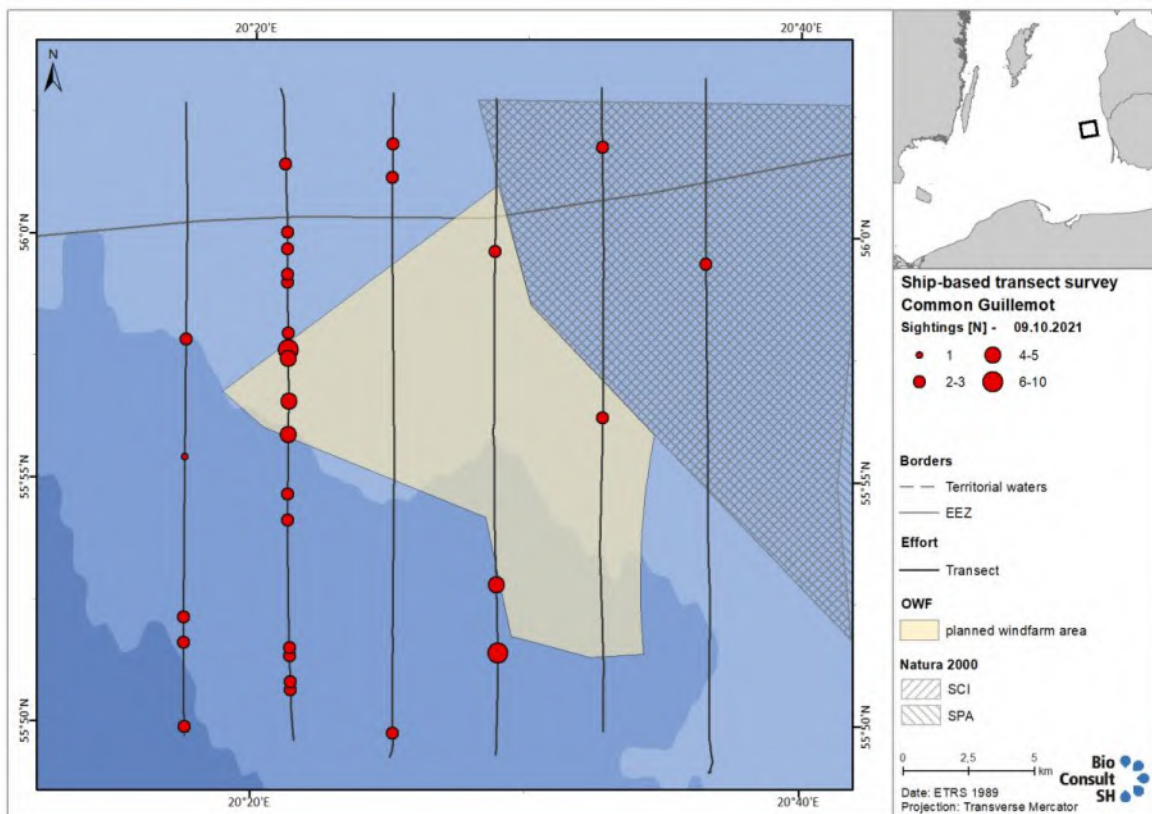 20°20'E
20°40'E
N
56°0'N
56°0'N
55°55'N
55°55'N
55°50'N
55°50'N
20°20'E
20°40'E
Ship-based transect survey
Common Guillemot
Sightings [N] - 09.10.2021
1
4-5
2-3
6-10
Borders
Territorial waters
EEZ
Effort
Transect
OWF
planned windfarm area
Natura 2000
SCI
SPA
0 2,5 5
km
Date: ETRS 1989
Projection: Transverse Mercator
Bio
Consult
SH